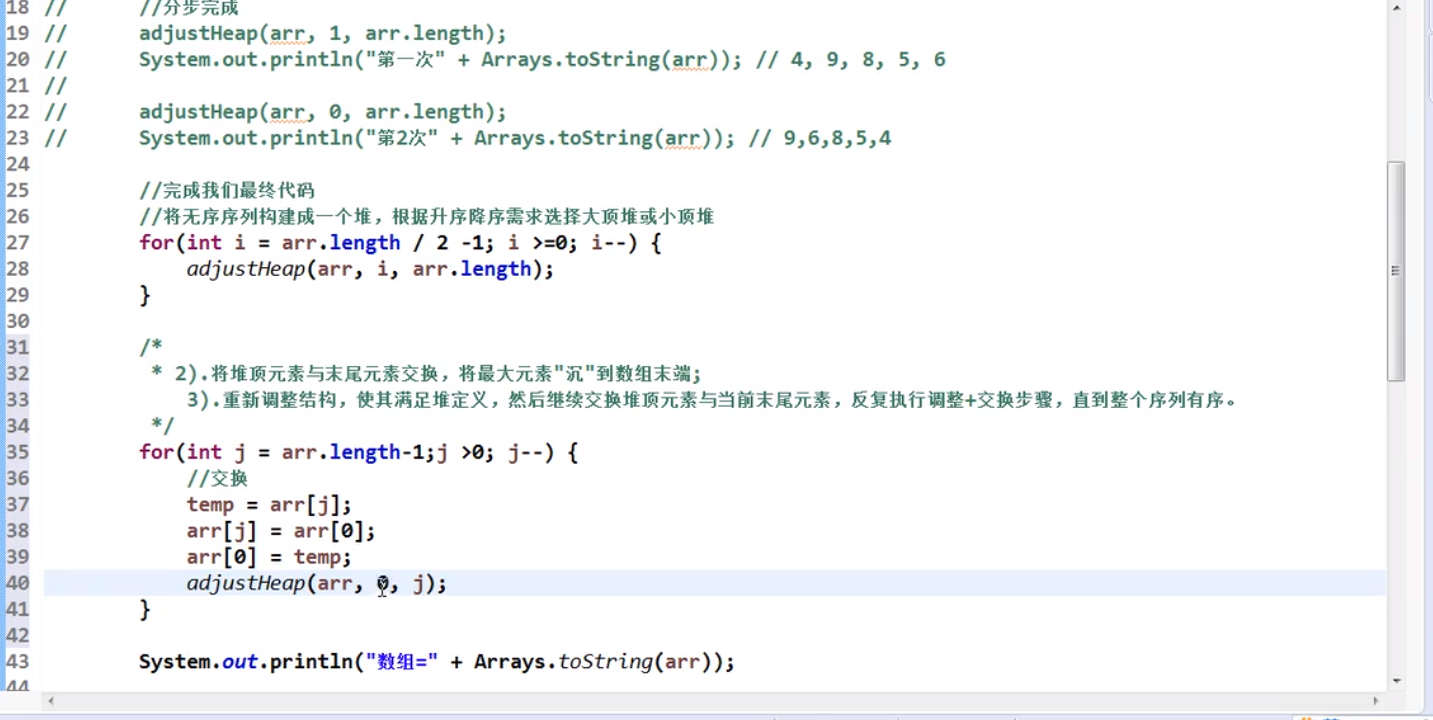 18 // //分步完成
19 // adjustHeap(arr, 1, arr.length);
20 // System.out.println("第一次" + Arrays.toString(arr)); // 4, 9, 8, 5, 6
21 //
22 // adjustHeap(arr, 0, arr.length);
23 // System.out.println("第2次" + Arrays.toString(arr)); // 9,6,8,5,4
24
25 //完成我们最终代码
26 //将无序序列构建成一个堆，根据升序降序需求选择大顶堆或小顶堆
27 for(int i = arr.length / 2 -1; i >=0; i--) {
28 adjustHeap(arr, i, arr.length);
29 }
30
31 /*
32 * 2).将堆顶元素与末尾元素交换，将最大元素"沉"到数组末端;
33 3).重新调整结构，使其满足堆定义，然后继续交换堆顶元素与当前末尾元素，反复执行调整+交换步骤，直到整个序列有序。
34 */
35 for(int j = arr.length-1;j >0; j--) {
36 //交换
37 temp = arr[j];
38 arr[j] = arr[0];
39 arr[0] = temp;
40 adjustHeap(arr, 0, j);
41 }
42
43 System.out.println("数组=" + Arrays.toString(arr));
44